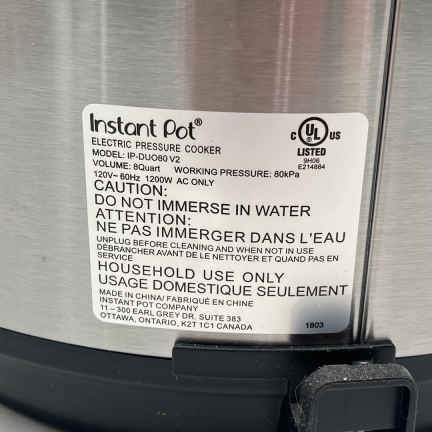 Instant Pot®
ELECTRIC PRESSURE COOKER
MODEL: IP-DUO80 V2
VOLUME: 8Quart WORKING PRESSURE: 80kPa
120V~ 60Hz 1200W AC ONLY
C UL US
LISTED
9H06
E214884
CAUTION:
DO NOT IMMERSE IN WATER
ATTENTION:
NE PAS IMMERGER DANS L'EAU
UNPLUG BEFORE CLEANING AND WHEN NOT IN USE
DÉBRANCHER AVANT DE LE NETTOYER ET QUAND PAS EN
SERVICE
HOUSEHOLD USE ONLY
USAGE DOMESTIQUE SEULEMENT
MADE IN CHINA/ FABRIQUÉ EN CHINE
INSTANT POT COMPANY
11 – 300 EARL GREY DR. SUITE 383
OTTAWA, ONTARIO, K2T 1C1 CANADA
1803